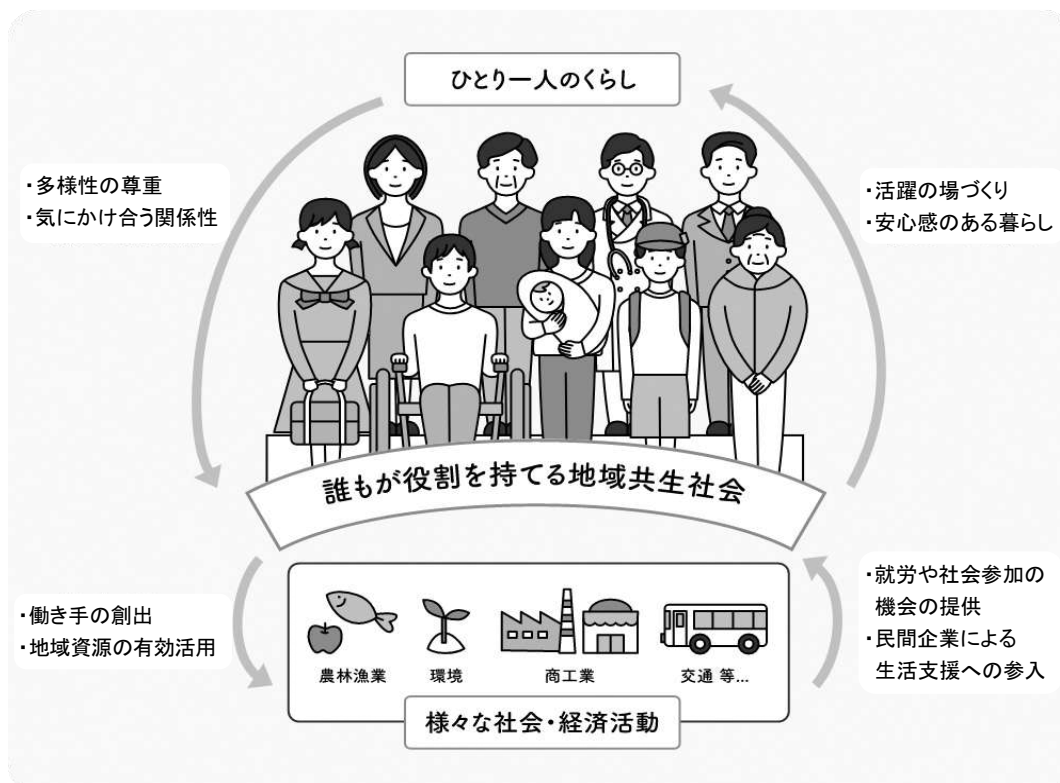 ひとり一人のくらし
・多様性の尊重
・気にかけ合う関係性
・活躍の場づくり
・安心感のある暮らし
誰もが役割を持てる地域共生社会
・働き手の創出
・地域資源の有効活用
・就労や社会参加の
機会の提供
・民間企業による
生活支援への参入
農林漁業
環境
商工業
交通 等...
様々な社会・経済活動